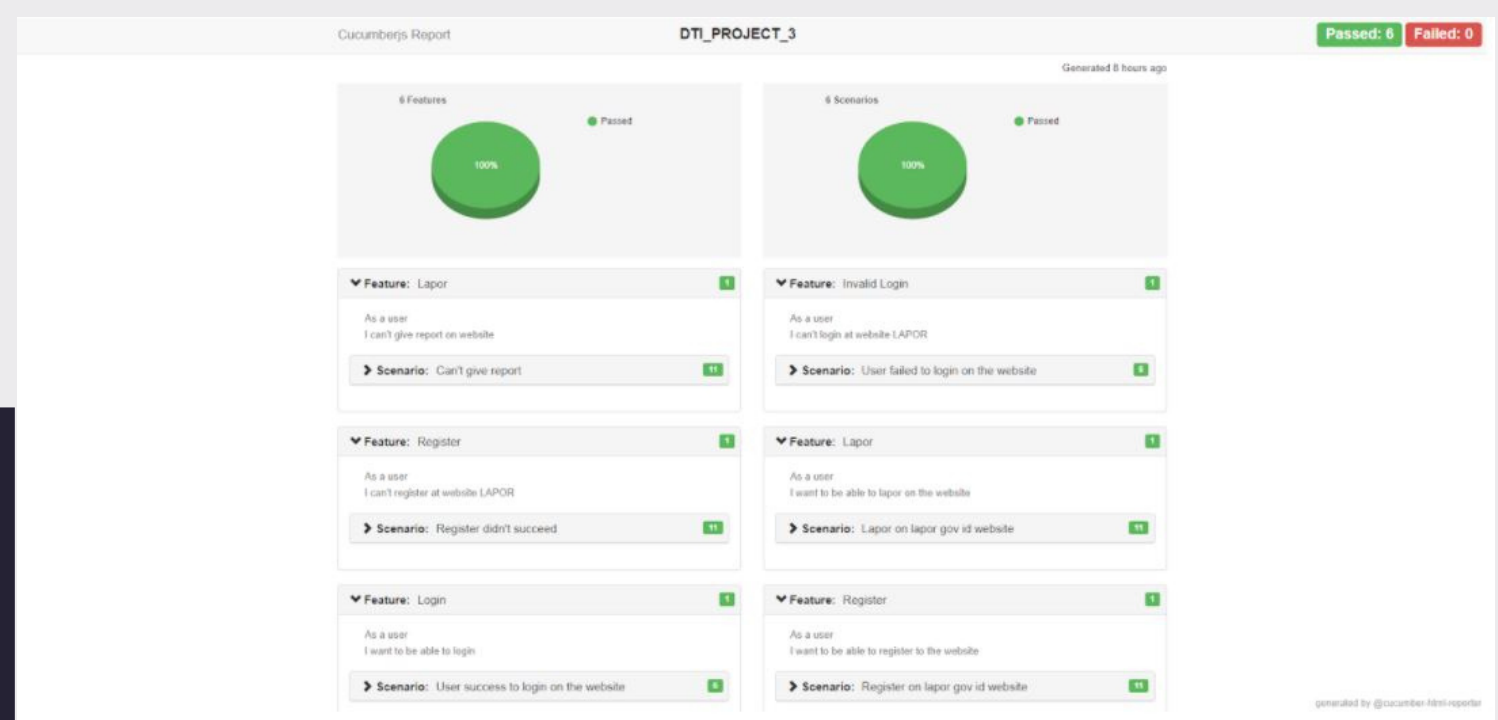 Cucumberjs Report
DTI_PROJECT_3
Passed: 6
Failed: 0
Generated 8 hours ago
6 Features
Passed
100%
6 Scenarios
Passed
100%
Feature: Lapor
1
As a user
I can't give report on website
Scenario: Can't give report
11
Feature: Invalid Login
1
As a user
I can't login at website LAPOR
Scenario: User failed to login on the website
Feature: Register
1
As a user
I can't register at website LAPOR
Scenario: Register didn't succeed
11
Feature: Lapor
1
As a user
I want to be able to lapor on the website
Scenario: Lapor on lapor gov id website
11
Feature: Login
1
As a user
I want to be able to login
Scenario: User success to login on the website
Feature: Register
1
As a user
I want to be able to register to the website
Scenario: Register on lapor gov id website
11
generated by @cucumber-html-reporter